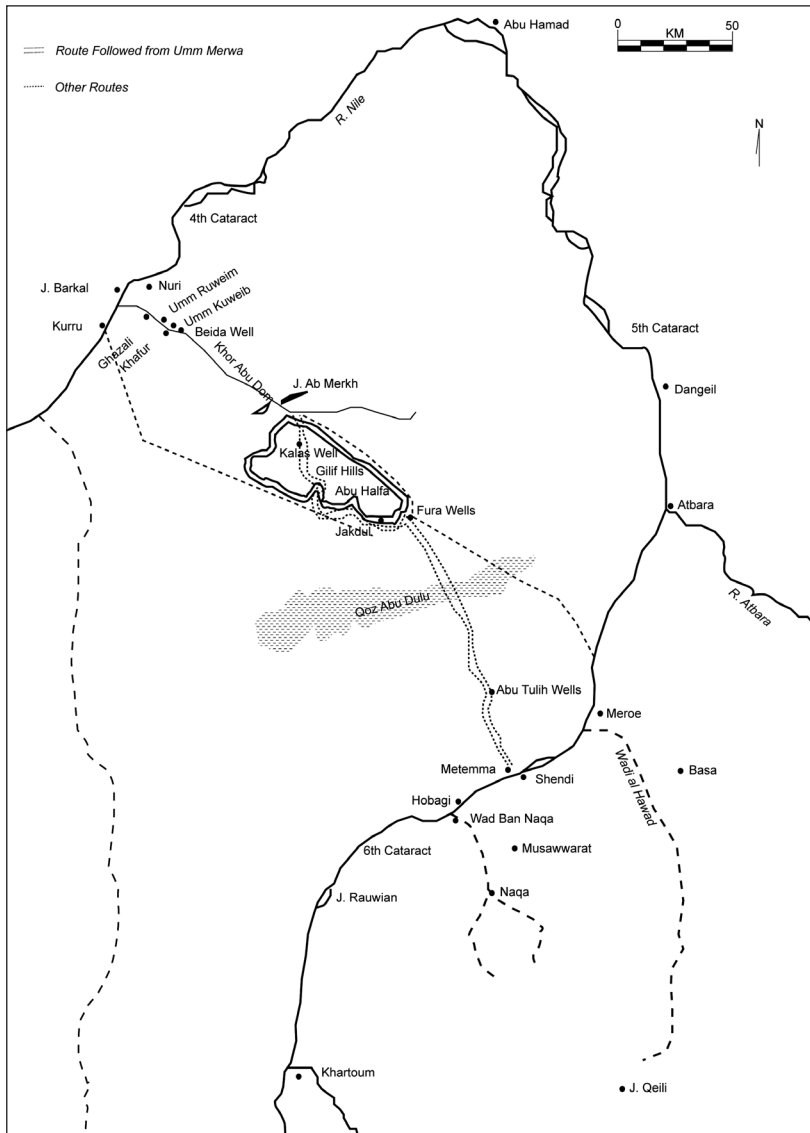 Abu Hamad
0
50
KM
Route Followed from Umm Merwa
Other Routes
R. Nile
N
4th Cataract
J. Barkal
Nuri
Umm Ruweim
Umm Kuweib
Kurru
Ghazali
Khafur
Beida Well
5th Cataract
Khor Abu Dom
J. Ab Merkh
Dangeil
Kalas Well
Gilif Hills
Abu Halfa
Fura Wells
Jakdul
Atbara
R. Atbara
Qoz Abu Dulu
Abu Tulih Wells
Meroe
Metemma
Shendi
Basa
Wadi al Hawad
Hobagi
Wad Ban Naqa
6th Cataract
Musawwarat
Naqa
J. Rauwian
Khartoum
J. Qeili